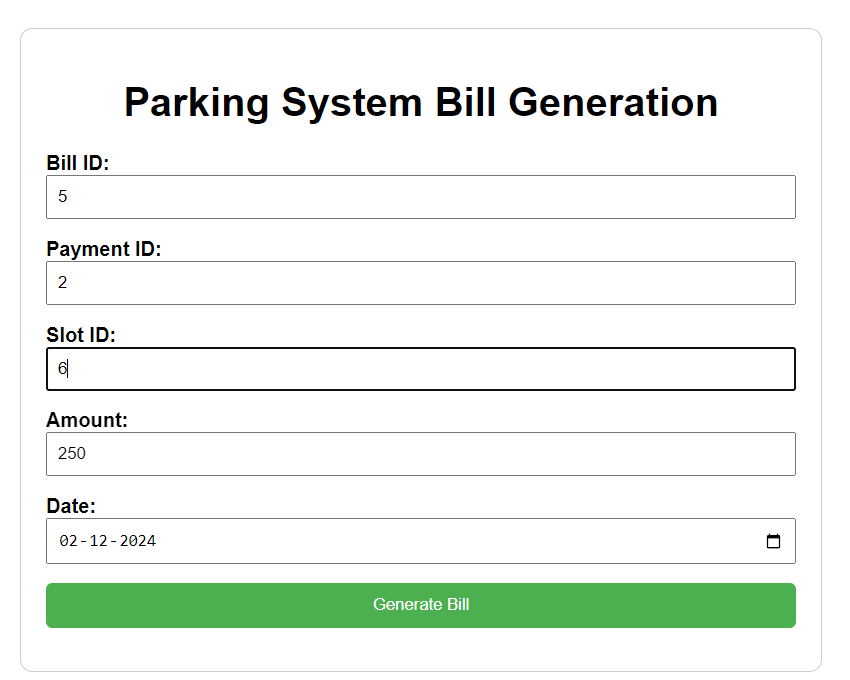 Parking System Bill Generation
Bill ID:
5
Payment ID:
2
Slot ID:
6
Amount:
250
Date:
02-12-2024
Generate Bill